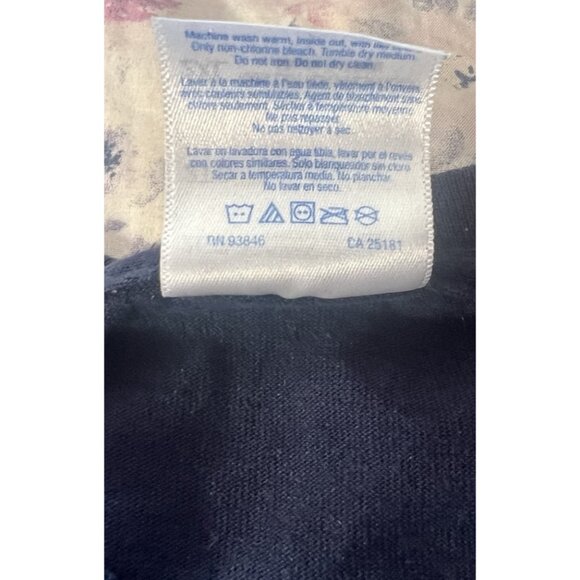 Machine wash warm, inside out, with like
Only non-chlorine bleach. Tumble dry medium.
Do not iron. Do not dry clean.
Laver à la machine à l'eau tiède, vêtement à l'envers
avec couleurs semblables. Agent de blanchiment sans
chlore seulement. Sécher à température moyenne.
Ne pas repasser.
Ne pas nettoyer à sec.
Lavar en lavadora con agua tibia, lavar por el revés
con colores similares. Solo blanqueador sin cloro.
Secar a temperatura media. No planchar.
No lavar en seco.
RN 93846 CA 25181